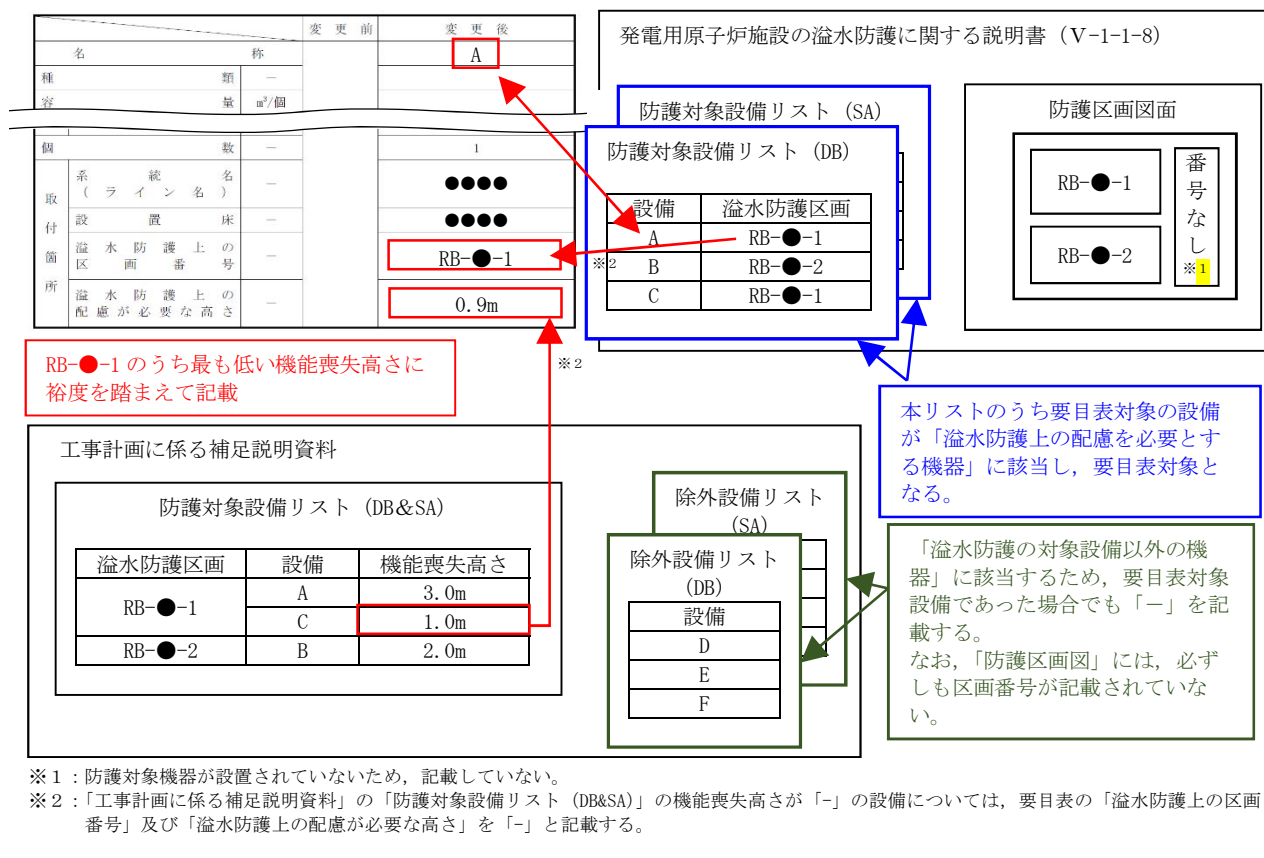 変更前
変更後
名称
A
種類
－
容量
m³/個
個数
－
1
取付箇所
系統名
（ライン名）
－
●●●●
設置床
－
●●●●
溢水防護上の
区画番号
－
RB-●-1
※2
溢水防護上の
配慮が必要な高さ
－
0.9m
※2
RB-●-1 のうち最も低い機能喪失高さに
裕度を踏まえて記載
発電用原子炉施設の溢水防護に関する説明書（Ⅴ-1-1-8）
防護対象設備リスト（SA）
防護対象設備リスト（DB）
設備 溢水防護区画
A RB-●-1
B RB-●-2
C RB-●-1
防護区画図面
RB-●-1
RB-●-2
番号なし
※1
本リストのうち要目表対象の設備
が「溢水防護上の配慮を必要とす
る機器」に該当し，要目表対象と
なる。
工事計画に係る補足説明資料
防護対象設備リスト（DB&SA）
溢水防護区画 設備 機能喪失高さ
RB-●-1 A 3.0m
C 1.0m
RB-●-2 B 2.0m
除外設備リスト
（SA）
除外設備リスト
（DB）
設備
D
E
F
「溢水防護の対象設備以外の機
器」に該当するため，要目表対象
設備であった場合でも「－」を記
載する。
なお，「防護区画図」には，必ず
しも区画番号が記載されていな
い。
※１：防護対象機器が設置されていないため，記載していない。
※２：「工事計画に係る補足説明資料」の「防護対象設備リスト（DB&SA）」の機能喪失高さが「-」の設備については，要目表の「溢水防護上の区画
番号」及び「溢水防護上の配慮が必要な高さ」を「-」と記載する。